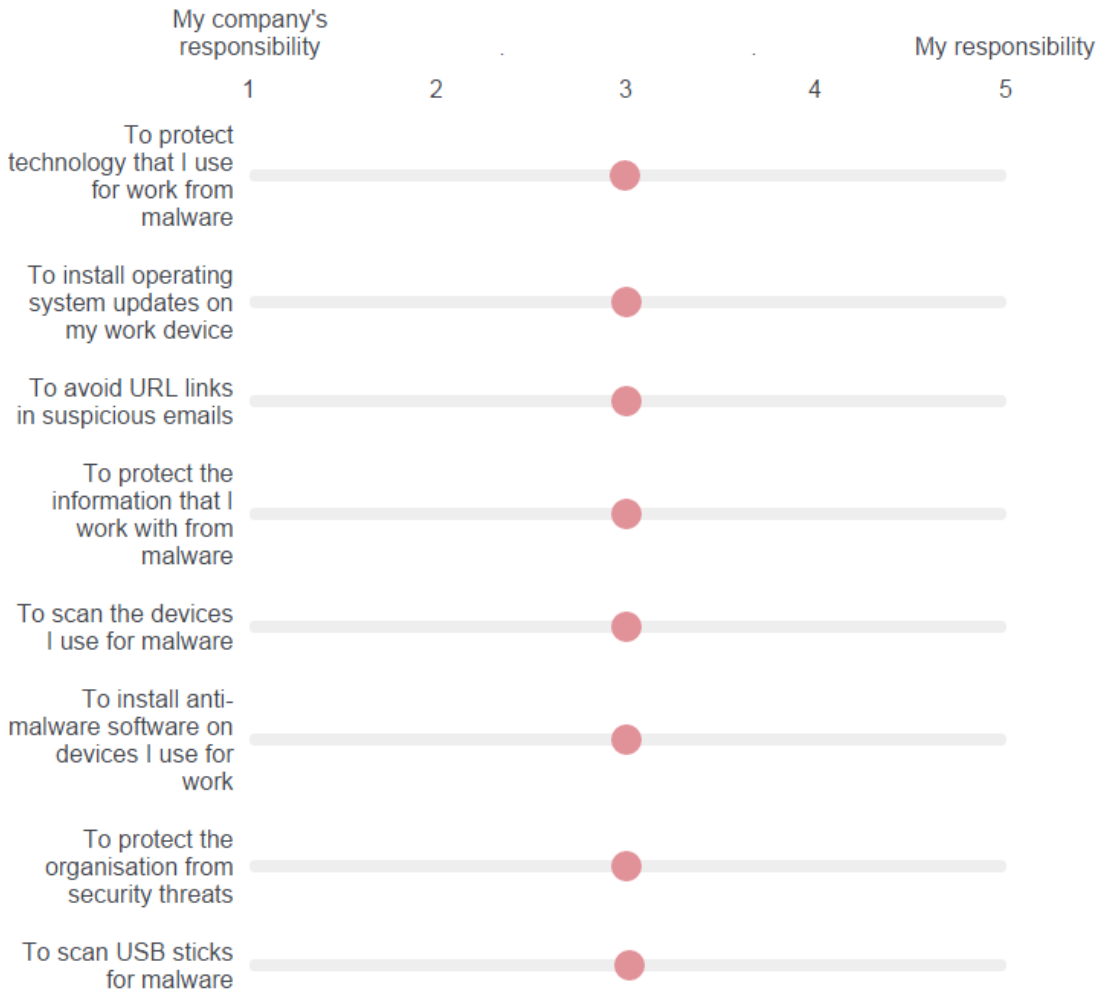 My company's
responsibility
.
.
My responsibility
1 2 3 4 5
To protect
technology that I use
for work from
malware
To install operating
system updates on
my work device
To avoid URL links
in suspicious emails
To protect the
information that I
work with from
malware
To scan the devices
I use for malware
To install anti-
malware software on
devices I use for
work
To protect the
organisation from
security threats
To scan USB sticks
for malware